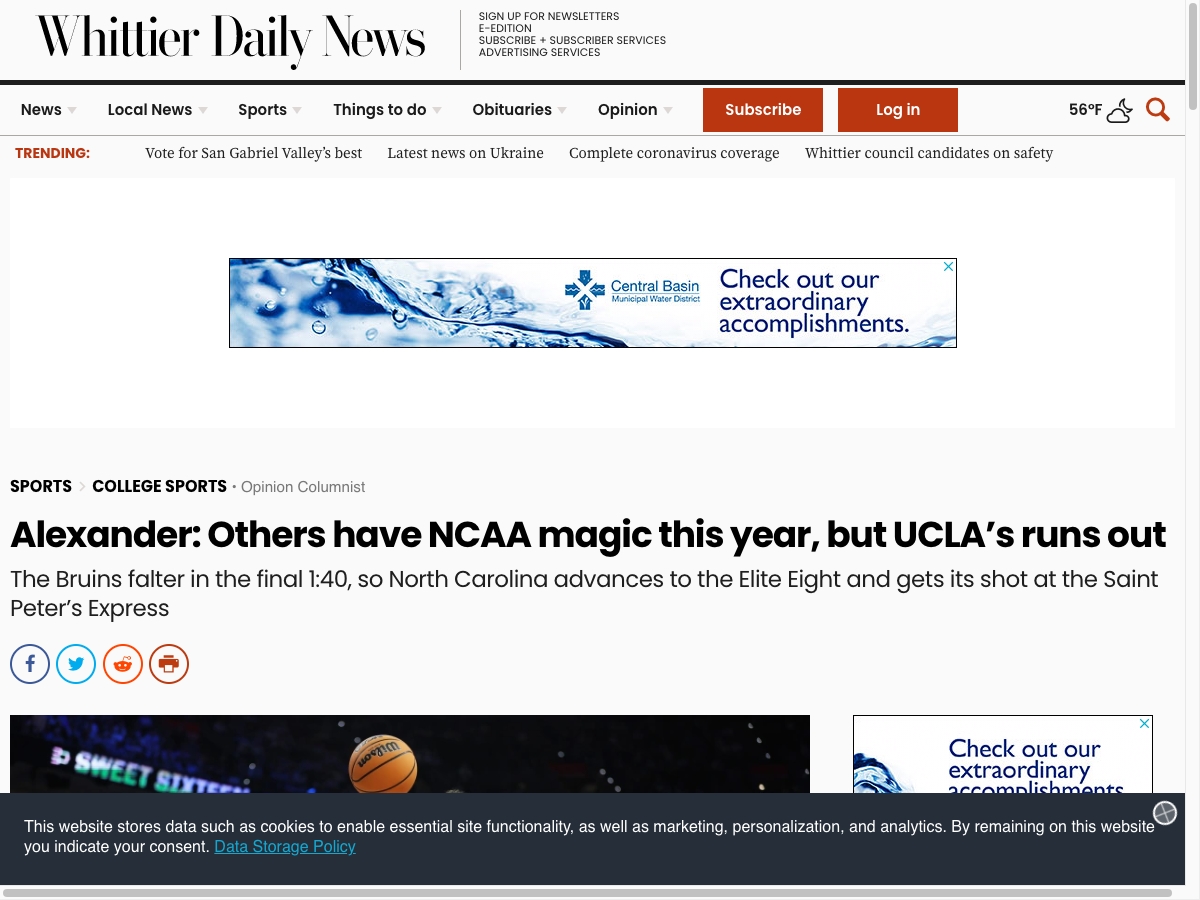 Whittier Daily News
SIGN UP FOR NEWSLETTERS
E-EDITION
SUBSCRIBE + SUBSCRIBER SERVICES
ADVERTISING SERVICES
News
Local News
Sports
Things to do
Obituaries
Opinion
Subscribe
Log in
56°F
TRENDING:
Vote for San Gabriel Valley’s best
Latest news on Ukraine
Complete coronavirus coverage
Whittier council candidates on safety
Central Basin
Municipal Water District
Check out our
extraordinary
accomplishments.
SPORTS > COLLEGE SPORTS • Opinion Columnist
Alexander: Others have NCAA magic this year, but UCLA’s runs out
The Bruins falter in the final 1:40, so North Carolina advances to the Elite Eight and gets its shot at the Saint
Peter’s Express
SWEET SIXTEEN
Wilson
Check out our
extraordinary
accomplishments.
This website stores data such as cookies to enable essential site functionality, as well as marketing, personalization, and analytics. By remaining on this website
you indicate your consent. Data Storage Policy